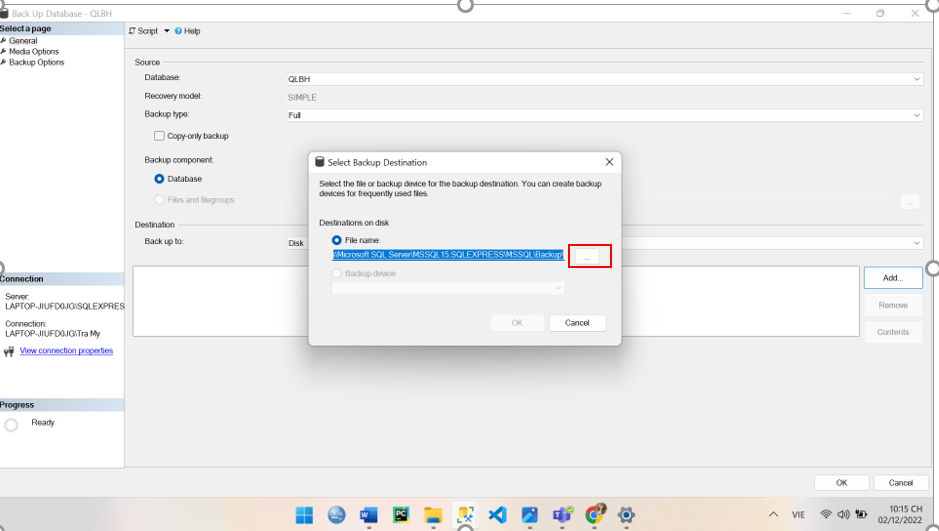 Back Up Database - QLBH
Select a page
General
Media Options
Backup Options
Script
Help
Source
Database:
QLBH
Recovery model:
SIMPLE
Backup type:
Full
Copy-only backup
Backup component:
Database
Files and filegroups:
...
Destination
Back up to:
Disk
Add...
Remove
Contents
Select Backup Destination
Select the file or backup device for the backup destination. You can create backup
devices for frequently used files.
Destinations on disk
File name:
:\Microsoft SQL Server\MSSQL15.SQLEXPRESS\MSSQL\Backup\
...
Backup device:
OK
Cancel
Connection
Server:
LAPTOP-JIUFD0JG\SQLEXPRES
Connection:
LAPTOP-JIUFD0JG\Tra My
View connection properties
Progress
Ready
OK
Cancel
VIE
10:15 CH
02/12/2022